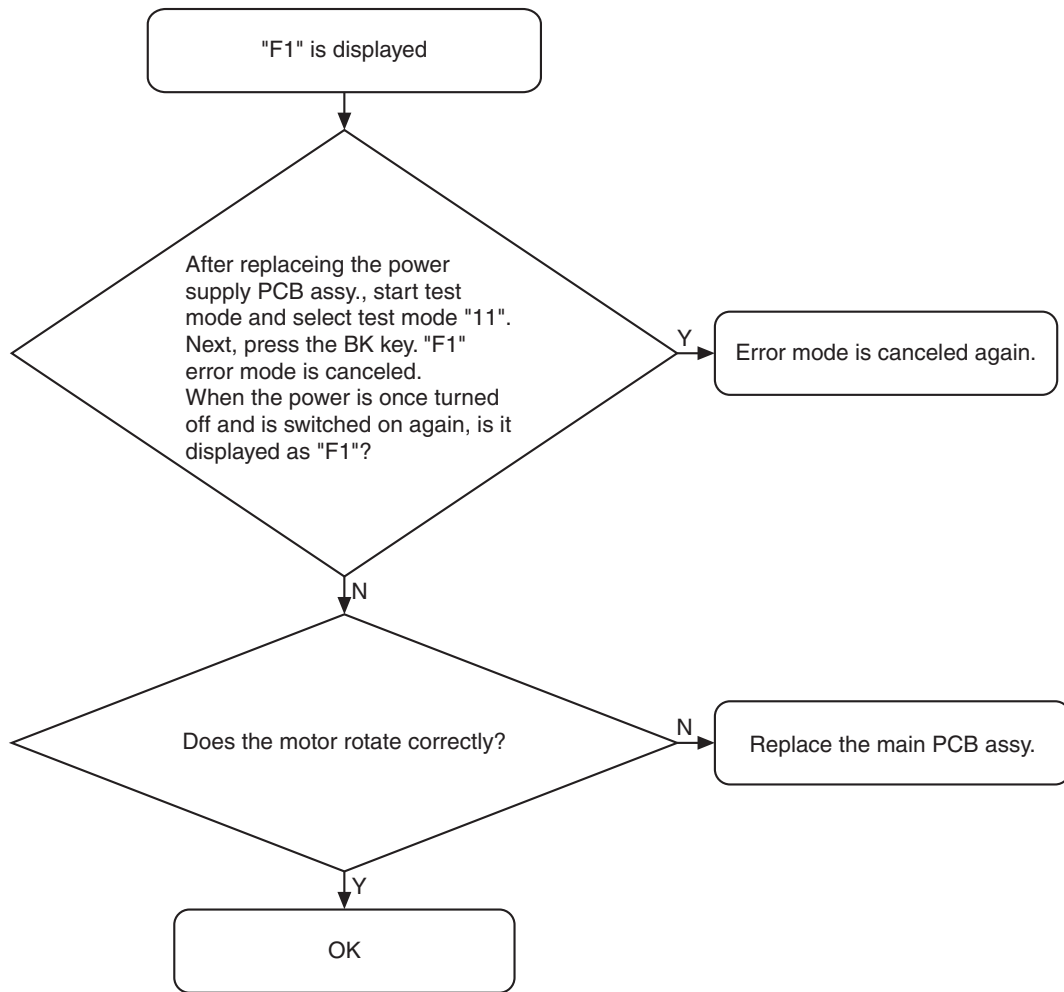 "F1" is displayed
After replaceing the power
supply PCB assy., start test
mode and select test mode "11".
Next, press the BK key. "F1"
error mode is canceled.
When the power is once turned
off and is switched on again, is it
displayed as "F1"?
Y
Error mode is canceled again.
N
Does the motor rotate correctly?
N
Replace the main PCB assy.
Y
OK